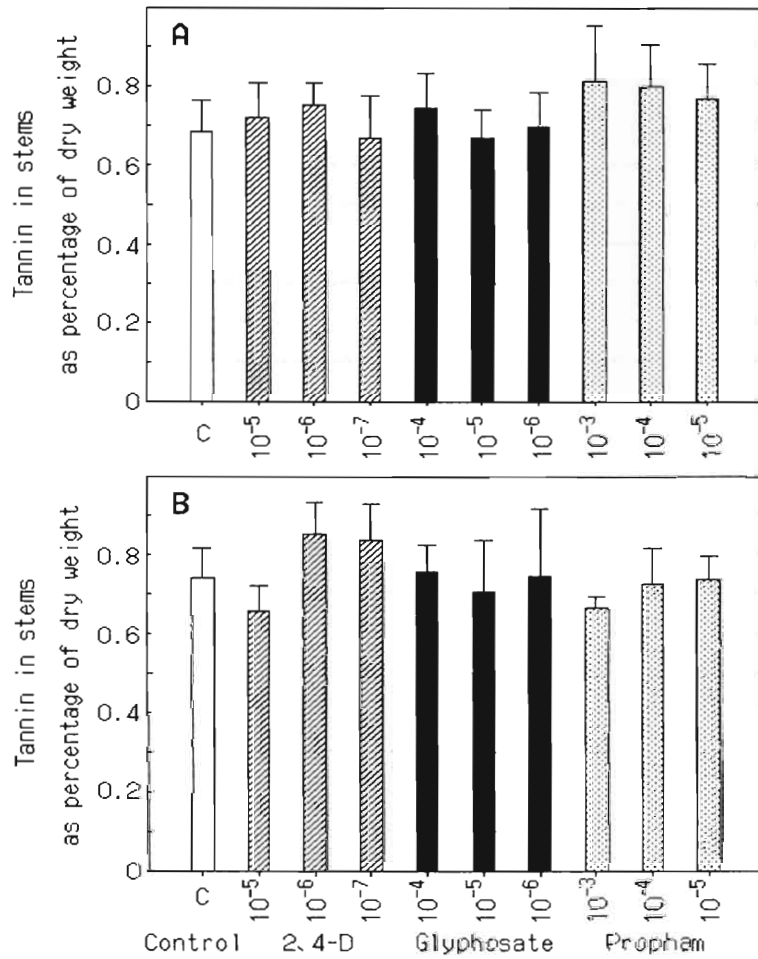 A
Tannin in stems
as percentage of dry weight
0.8
0.6
0.4
0.2
0
C 10⁻⁵ 10⁻⁶ 10⁻⁷ 10⁻⁴ 10⁻⁵ 10⁻⁶ 10⁻³ 10⁻⁴ 10⁻⁵
B
Tannin in stems
as percentage of dry weight
0.8
0.6
0.4
0.2
0
C 10⁻⁵ 10⁻⁶ 10⁻⁷ 10⁻⁴ 10⁻⁵ 10⁻⁶ 10⁻³ 10⁻⁴ 10⁻⁵
Control 2,4-D Glyphosate Propham